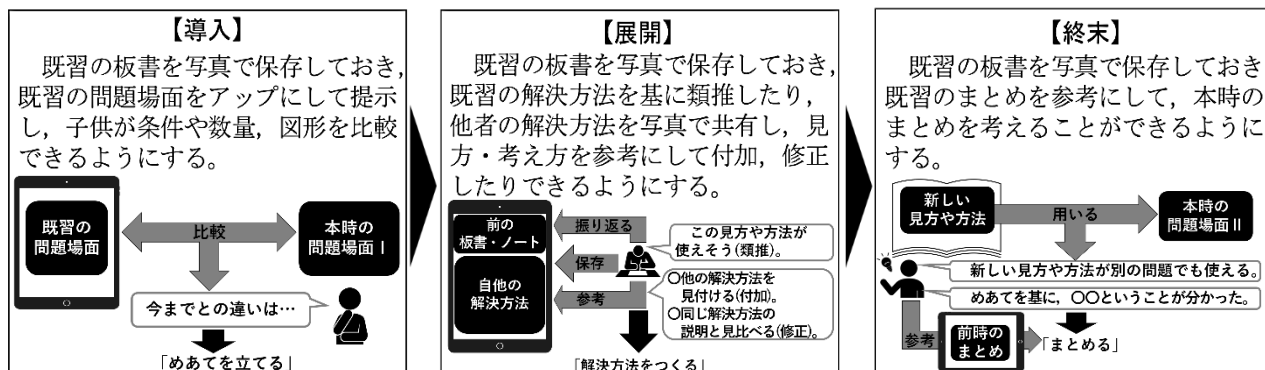 【導入】
既習の板書を写真で保存しておき，
既習の問題場面をアップにして提示
し，子供が条件や数量，図形を比較
できるようにする。
既習の
問題場面
比較
本時の
問題場面Ⅰ
今までとの違いは…
「めあてを立てる」
【展開】
既習の板書を写真で保存しておき，
既習の解決方法を基に類推したり，
他者の解決方法を写真で共有し，見
方・考え方を参考にして付加，修正
したりできるようにする。
前の
板書・ノート
自他の
解決方法
振り返る
保存
参考
この見方や方法が
使えそう(類推)。
〇他の解決方法を
見付ける(付加)。
〇同じ解決方法の
説明と見比べる(修正)。
「解決方法をつくる」
【終末】
既習の板書を写真で保存しておき
既習のまとめを参考にして，本時の
まとめを考えることができるように
する。
新しい
見方や方法
用いる
本時の
問題場面Ⅱ
新しい見方や方法が別の問題でも使える。
めあてを基に，〇〇ということが分かった。
参考
前時の
まとめ
「まとめる」